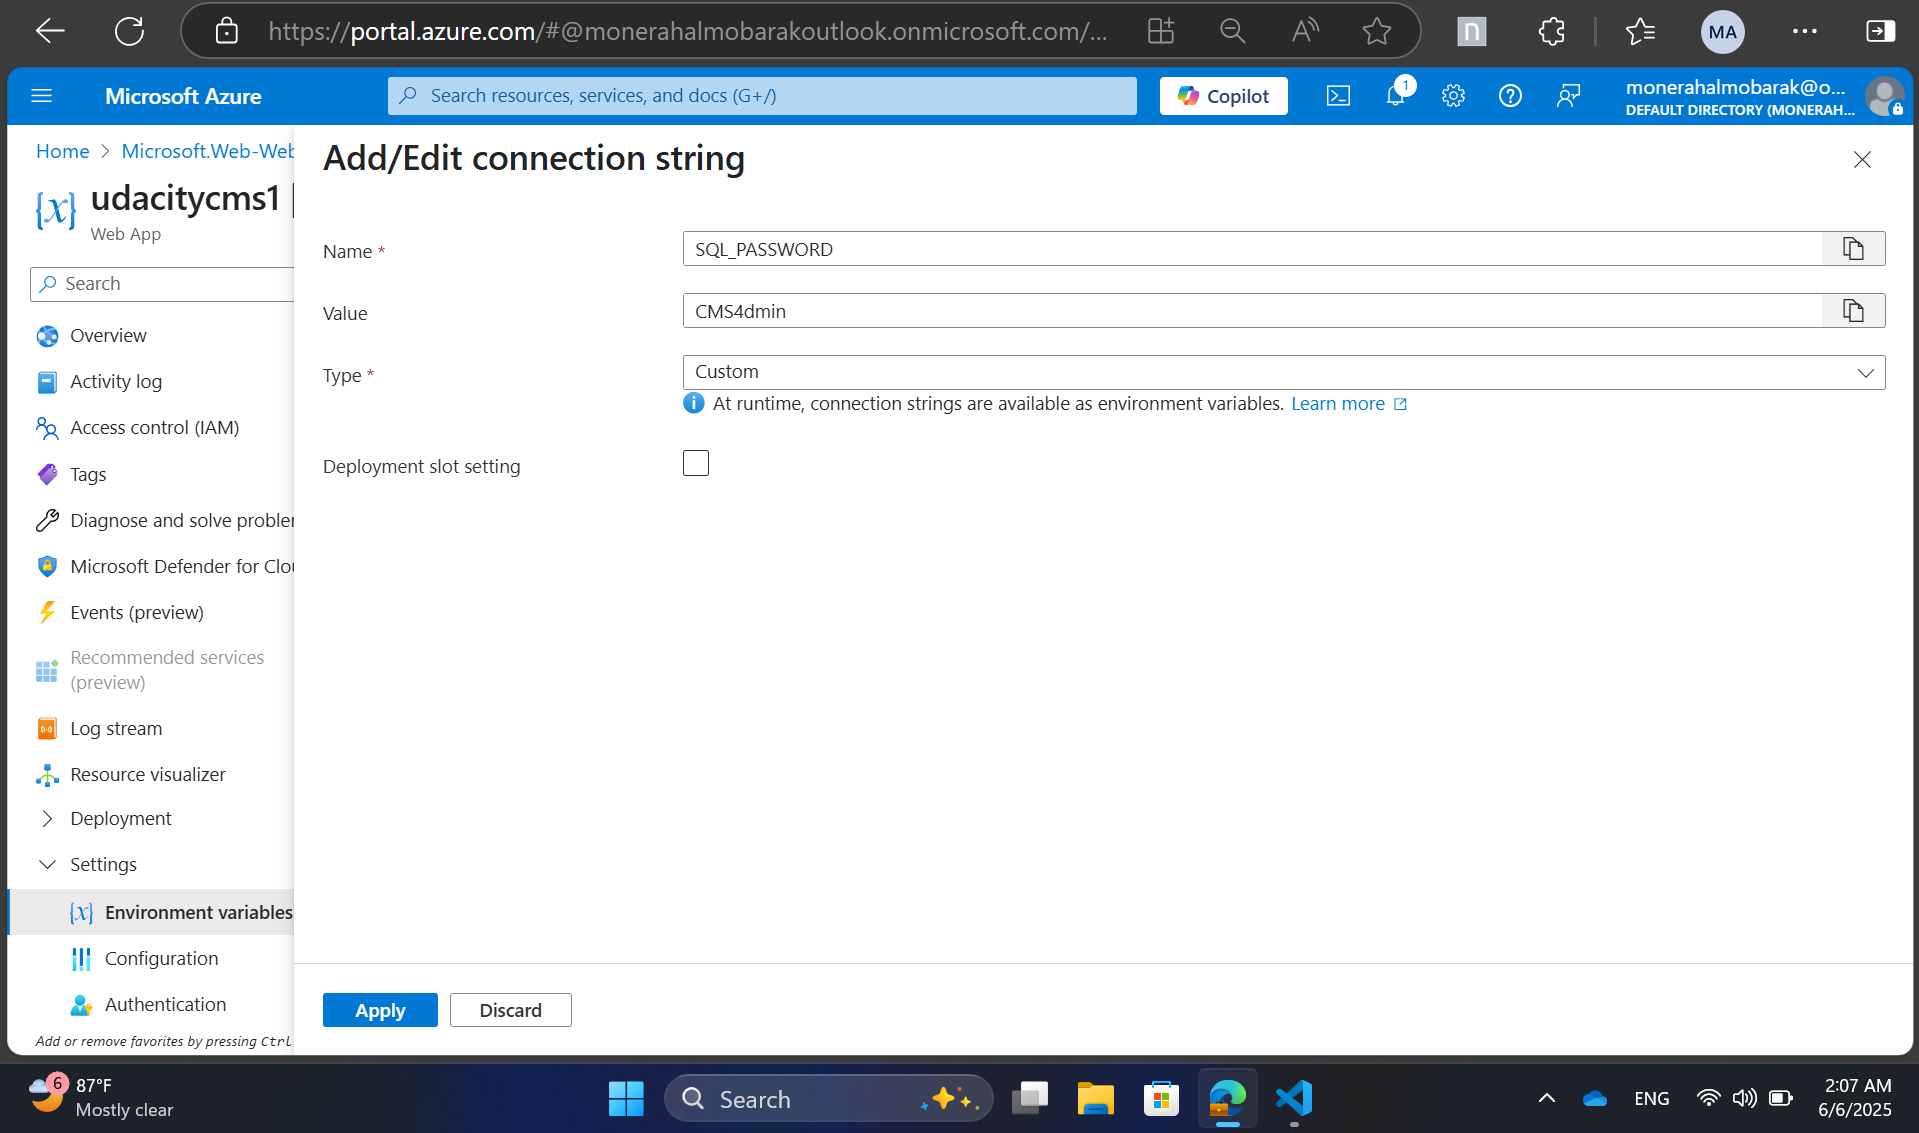 https://portal.azure.com/#@monerahalmobarakoutlook.onmicrosoft.com/...
n
MA
Microsoft Azure
Search resources, services, and docs (G+/)
Copilot
1
monerahalmobarak@o...
DEFAULT DIRECTORY (MONERAH...
Home > Microsoft.Web-Web
udacitycms1 |
Web App
Search
Overview
Activity log
Access control (IAM)
Tags
Diagnose and solve probler
Microsoft Defender for Clou
Events (preview)
Recommended services
(preview)
Log stream
Resource visualizer
Deployment
Settings
Environment variables
Configuration
Authentication
Add or remove favorites by pressing Ctrl
Add/Edit connection string
Name *
SQL_PASSWORD
Value
CMS4dmin
Type *
Custom
At runtime, connection strings are available as environment variables. Learn more
Deployment slot setting
Apply
Discard
6
87°F
Mostly clear
Search
ENG
2:07 AM
6/6/2025